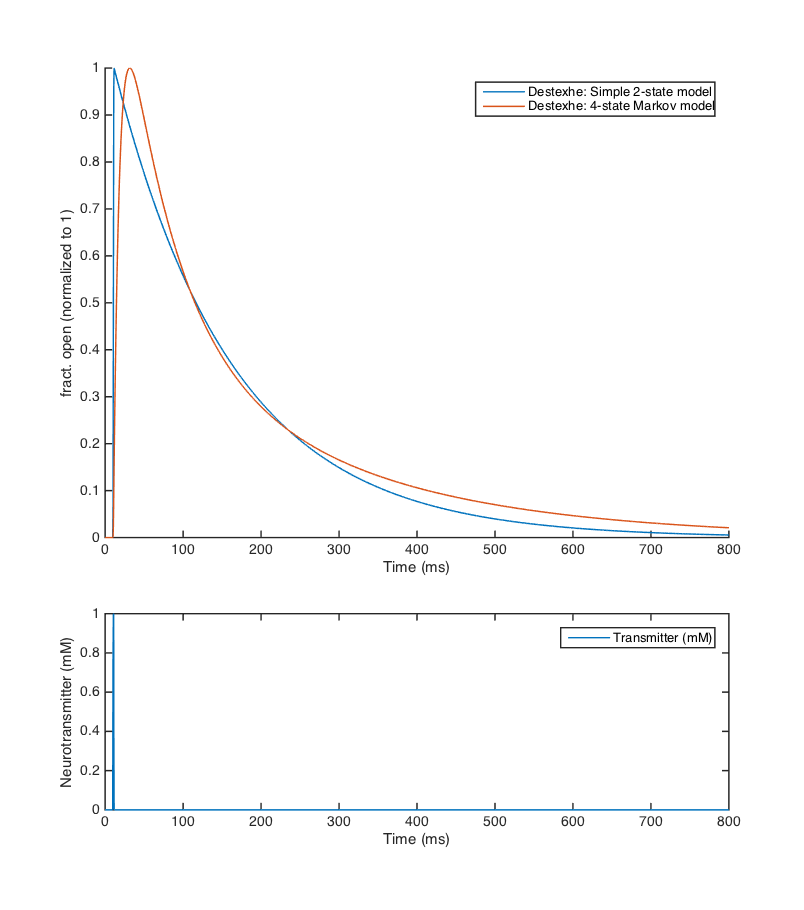 1
0.9
0.8
0.7
0.6
0.5
0.4
0.3
0.2
0.1
0
fract. open (normalized to 1)
Destexhe: Simple 2-state model
Destexhe: 4-state Markov model
0 100 200 300 400 500 600 700 800
Time (ms)
1
0.8
0.6
0.4
0.2
0
Neurotransmitter (mM)
Transmitter (mM)
0 100 200 300 400 500 600 700 800
Time (ms)